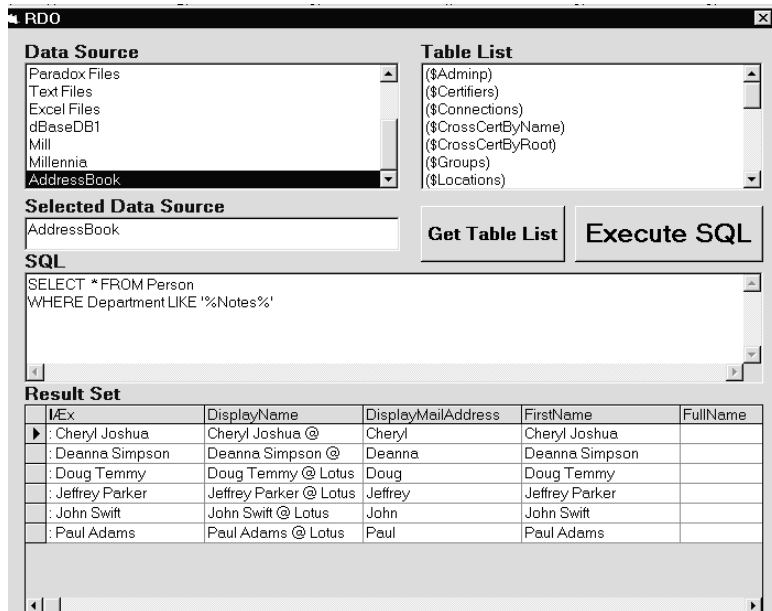 RDO
Data Source
Paradox Files
Text Files
Excel Files
dBaseDB1
Mill
Millennia
AddressBook
Table List
($Adminp)
($Certifiers)
($Connections)
($CrossCertByName)
($CrossCertByRoot)
($Groups)
($Locations)
Selected Data Source
AddressBook
Get Table List
Execute SQL
SQL
SELECT * FROM Person
WHERE Department LIKE '%Notes%'
Result Set
DisplayName DisplayMailAddress FirstName FullName
: Cheryl Joshua Cheryl Joshua @ Cheryl Cheryl Joshua
: Deanna Simpson Deanna Simpson @ Deanna Deanna Simpson
: Doug Temmy Doug Temmy @ Lotus Doug Doug Temmy
: Jeffrey Parker Jeffrey Parker @ Lotus Jeffrey Jeffrey Parker
: John Swift John Swift @ Lotus John John Swift
: Paul Adams Paul Adams @ Lotus Paul Paul Adams